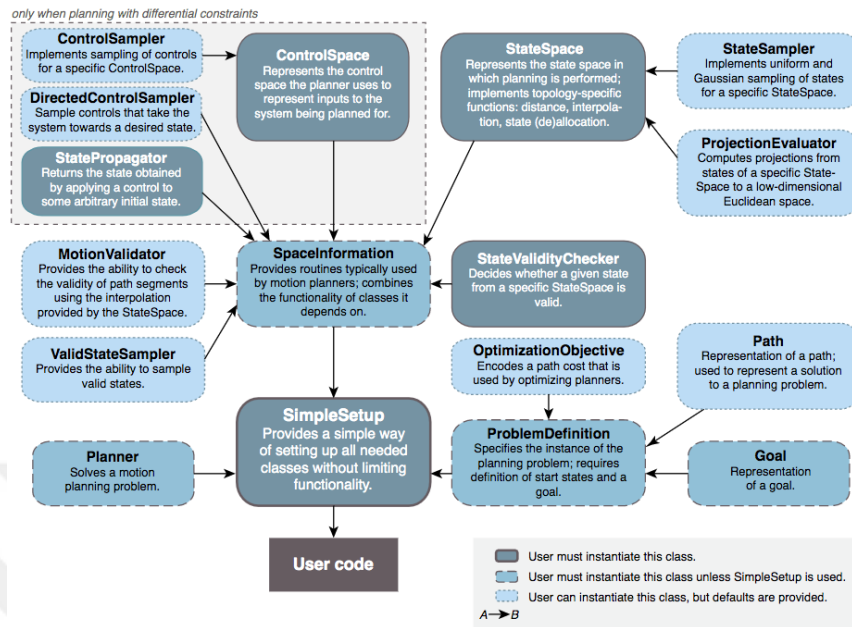 only when planning with differential constraints
ControlSampler
Implements sampling of controls
for a specific ControlSpace.
DirectedControlSampler
Sample controls that take the
system towards a desired state.
StatePropagator
Returns the state obtained
by applying a control to
some arbitrary initial state.
ControlSpace
Represents the control
space the planner uses to
represent inputs to the
system being planned for.
StateSpace
Represents the state space in
which planning is performed;
implements topology-specific
functions: distance, interpola-
tion, state (de)allocation.
StateSampler
Implements uniform and
Gaussian sampling of states
for a specific StateSpace.
ProjectionEvaluator
Computes projections from
states of a specific State-
Space to a low-dimensional
Euclidean space.
MotionValidator
Provides the ability to check
the validity of path segments
using the interpolation
provided by the StateSpace.
SpaceInformation
Provides routines typically used
by motion planners; combines
the functionality of classes it
depends on.
StateValidityChecker
Decides whether a given state
from a specific StateSpace is
valid.
ValidStateSampler
Provides the ability to sample
valid states.
OptimizationObjective
Encodes a path cost that is
used by optimizing planners.
Path
Representation of a path;
used to represent a solution
to a planning problem.
Planner
Solves a motion
planning problem.
SimpleSetup
Provides a simple way
of setting up all needed
classes without limiting
functionality.
ProblemDefinition
Specifies the instance of the
planning problem; requires
definition of start states and a
goal.
Goal
Representation
of a goal.
User code
User must instantiate this class.
User must instantiate this class unless SimpleSetup is used.
User can instantiate this class, but defaults are provided.
A B